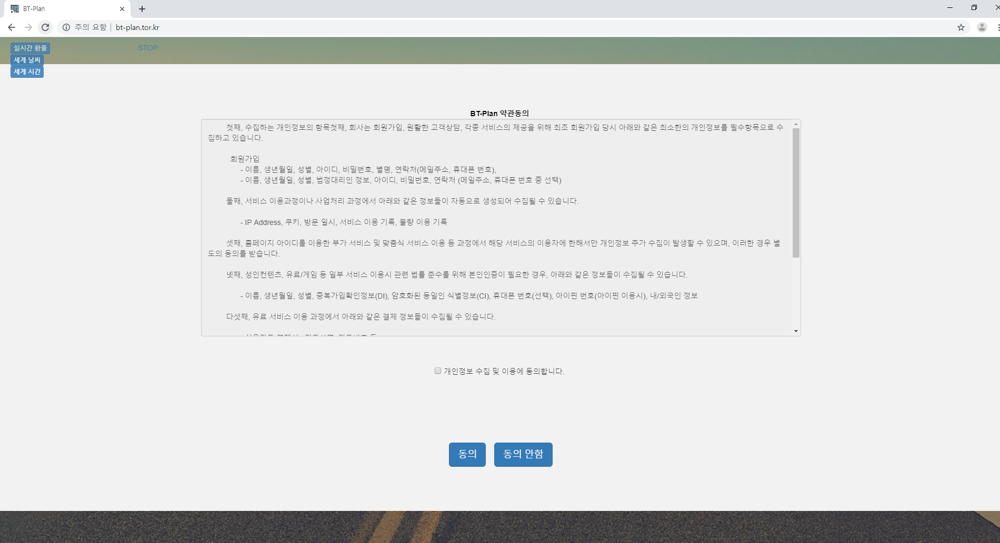 BT-Plan
주의 요함
bt-plan.tor.kr
실시간 환율
STOP
세계 날씨
세계 시간
BT-Plan 약관동의
첫째, 수집하는 개인정보의 항목첫째, 회사는 회원가입, 원활한 고객상담, 각종 서비스의 제공을 위해 최초 회원가입 당시 아래와 같은 최소한의 개인정보를 필수항목으로 수
집하고 있습니다.
회원가입
- 이름, 생년월일, 성별, 아이디, 비밀번호, 별명, 연락처(메일주소, 휴대폰 번호),
- 이름, 생년월일, 성별, 법정대리인 정보, 아이디, 비밀번호, 연락처 (메일주소, 휴대폰 번호 중 선택)
둘째, 서비스 이용과정이나 사업처리 과정에서 아래와 같은 정보들이 자동으로 생성되어 수집될 수 있습니다.
- IP Address, 쿠키, 방문 일시, 서비스 이용 기록, 불량 이용 기록
셋째, 홈페이지 아이디를 이용한 부가 서비스 및 맞춤식 서비스 이용 등 과정에서 해당 서비스의 이용자에 한해서만 개인정보 추가 수집이 발생할 수 있으며, 이러한 경우 별
도의 동의를 받습니다.
넷째, 성인컨텐츠, 유료/게임 등 일부 서비스 이용시 관련 법률 준수를 위해 본인인증이 필요한 경우, 아래와 같은 정보들이 수집될 수 있습니다.
- 이름, 생년월일, 성별, 중복가입확인정보(DI), 암호화된 동일인 식별정보(CI), 휴대폰 번호(선택), 아이핀 번호(아이핀 이용시), 내/외국인 정보
다섯째, 유료 서비스 이용 과정에서 아래와 같은 결제 정보들이 수집될 수 있습니다.
개인정보 수집 및 이용에 동의합니다.
동의
동의 안함